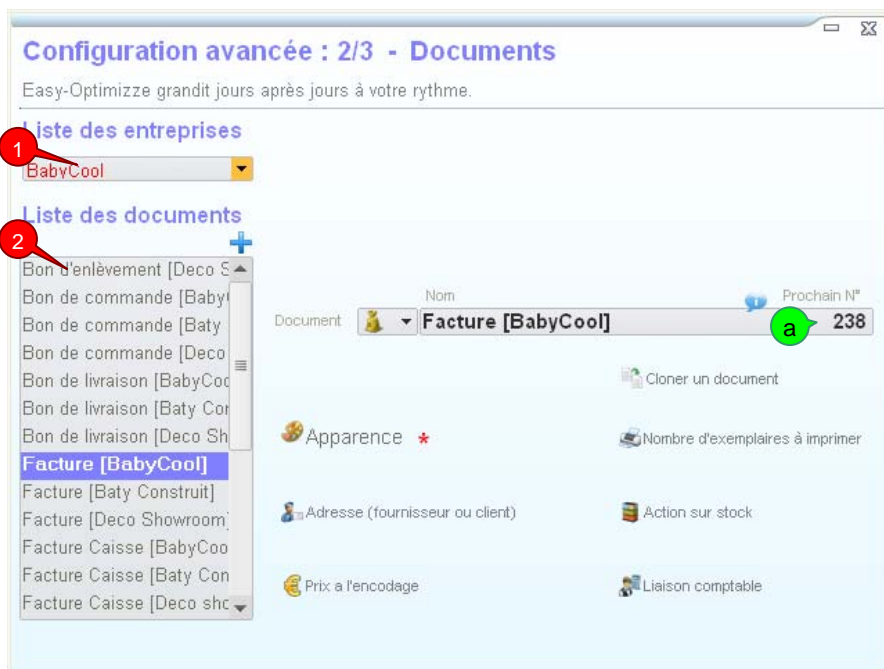 Configuration avancée : 2/3 - Documents
Easy-Optimizze grandit jours après jours à votre rythme.
Liste des entreprises
1
BabyCool
Liste des documents
2
Bon d'enlèvement [Deco S
Bon de commande [Baby
Bon de commande [Baty
Bon de commande [Deco
Bon de livraison [BabyCoo
Bon de livraison [Baty Con
Bon de livraison [Deco Sh
Facture [BabyCool]
Facture [Baty Construit]
Facture [Deco Showroom]
Facture Caisse [BabyCoo
Facture Caisse [Baty Con
Facture Caisse [Deco sho
Nom
Prochain N°
Document
Facture [BabyCool]
a
238
Cloner un document
Apparence *
Nombre d'exemplaires à imprimer
Adresse (fournisseur ou client)
Action sur stock
Prix a l'encodage
Liaison comptable